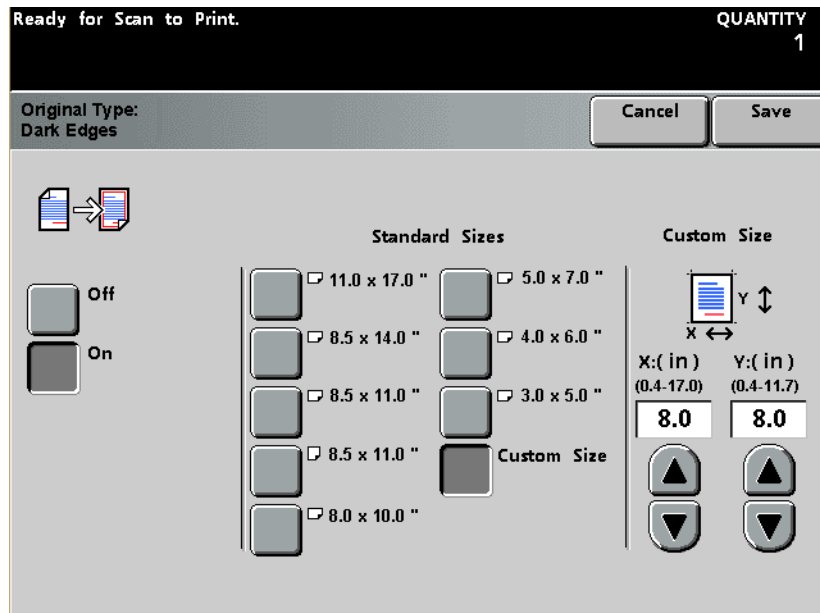 Ready for Scan to Print.
QUANTITY
1
Original Type:
Dark Edges
Cancel
Save
Off
On
Standard Sizes
11.0 x 17.0 "
8.5 x 14.0 "
8.5 x 11.0 "
8.5 x 11.0 "
8.0 x 10.0 "
5.0 x 7.0 "
4.0 x 6.0 "
3.0 x 5.0 "
Custom Size
Custom Size
Y
X
X:( in ) Y:( in )
(0.4-17.0) (0.4-11.7)
8.0 8.0